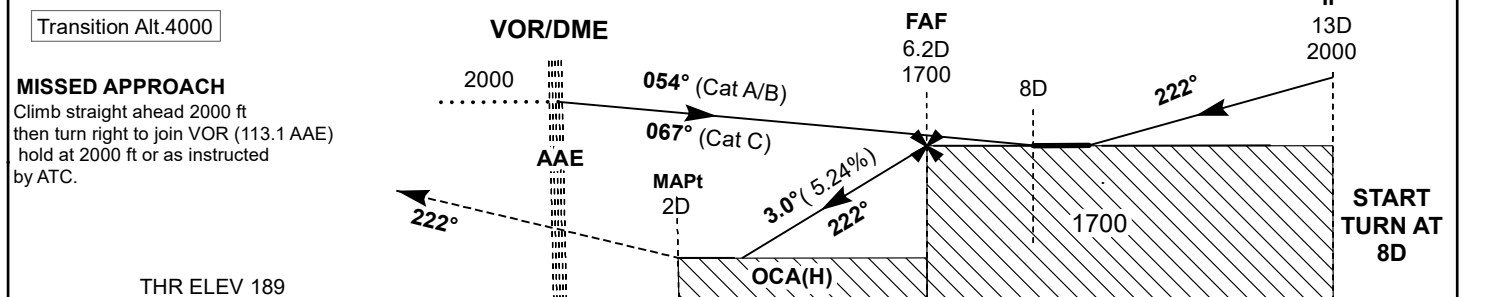 Transition Alt.4000
MISSED APPROACH
Climb straight ahead 2000 ft
then turn right to join VOR (113.1 AAE)
hold at 2000 ft or as instructed
by ATC.
THR ELEV 189
VOR/DME
2000
054° (Cat A/B)
067° (Cat C)
AAE
222°
MAPt
2D
3.0°( 5.24%)
222°
OCA(H)
FAF
6.2D
1700
8D
222°
13D
2000
1700
START
TURN AT
8D